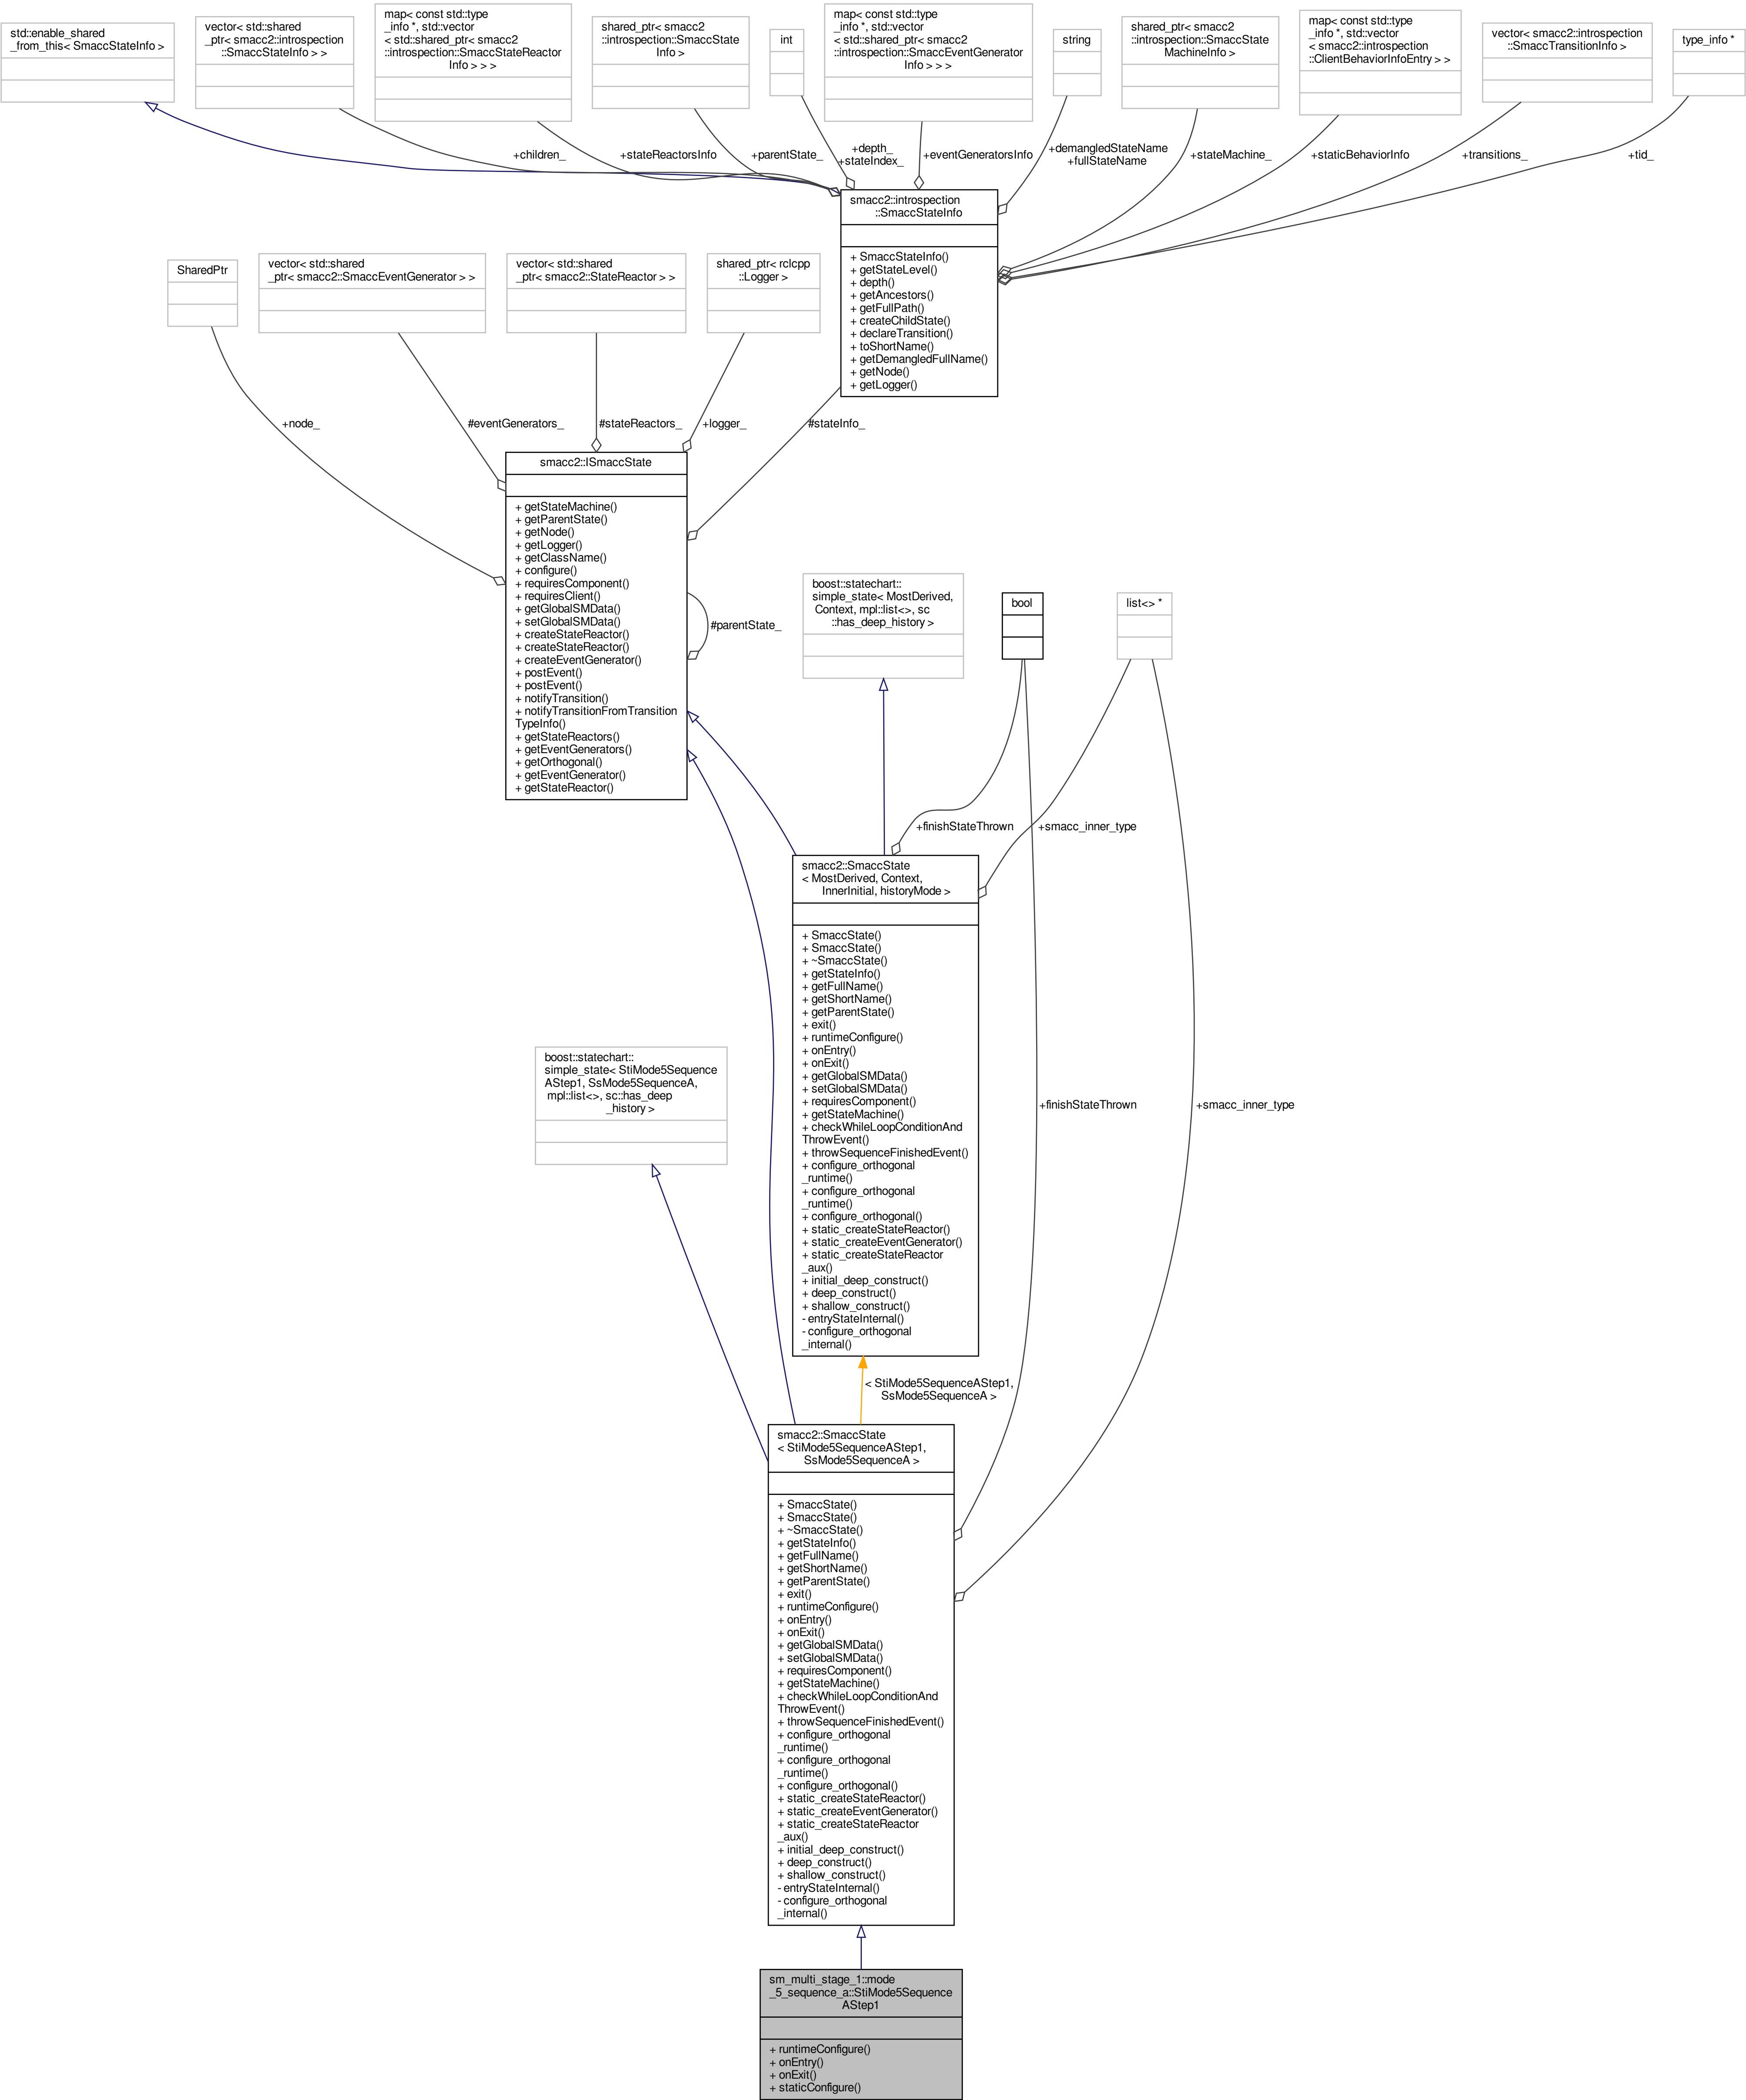 std::enable_shared
_from_this< SmaccStateInfo >
vector< std::shared
_ptr< smacc2::introspection
::SmaccStateInfo > >
map< const std::type
_info *, std::vector
< std::shared_ptr< smacc2
::introspection::SmaccStateReactor
Info > > >
shared_ptr< smacc2
::introspection::SmaccState
Info >
int
map< const std::type
_info *, std::vector
< std::shared_ptr< smacc2
::introspection::SmaccEventGenerator
Info > > >
string
shared_ptr< smacc2
::introspection::SmaccState
MachineInfo >
map< const std::type
_info *, std::vector
< smacc2::introspection
::ClientBehaviorInfoEntry > >
vector< smacc2::introspection
::SmaccTransitionInfo >
type_info *
+children_
+stateReactorsInfo
+parentState_
+depth_
+stateIndex_
+eventGeneratorsInfo
+demangledStateName
+fullStateName
+stateMachine_
+staticBehaviorInfo
+transitions_
+tid_
smacc2::introspection
::SmaccStateInfo
+ SmaccStateInfo()
+ getStateLevel()
+ depth()
+ getAncestors()
+ getFullPath()
+ createChildState()
+ declareTransition()
+ toShortName()
+ getDemangledFullName()
+ getNode()
+ getLogger()
SharedPtr
vector< std::shared
_ptr< smacc2::SmaccEventGenerator > >
vector< std::shared
_ptr< smacc2::StateReactor > >
shared_ptr< rclcpp
::Logger >
+node_
#eventGenerators_
#stateReactors_
+logger_
#stateInfo_
smacc2::ISmaccState
+ getStateMachine()
+ getParentState()
+ getNode()
+ getLogger()
+ getClassName()
+ configure()
+ requiresComponent()
+ requiresClient()
+ getGlobalSMData()
+ setGlobalSMData()
+ createStateReactor()
+ createStateReactor()
+ createEventGenerator()
+ postEvent()
+ postEvent()
+ notifyTransition()
+ notifyTransitionFromTransition
TypeInfo()
+ getStateReactors()
+ getEventGenerators()
+ getOrthogonal()
+ getEventGenerator()
+ getStateReactor()
#parentState_
boost::statechart::
simple_state< MostDerived,
Context, mpl::list<>, sc
::has_deep_history >
bool
list<> *
+finishStateThrown
+smacc_inner_type
smacc2::SmaccState
< MostDerived, Context,
InnerInitial, historyMode >
+ SmaccState()
+ SmaccState()
+ ~SmaccState()
+ getStateInfo()
+ getFullName()
+ getShortName()
+ getParentState()
+ exit()
+ runtimeConfigure()
+ onEntry()
+ onExit()
+ getGlobalSMData()
+ setGlobalSMData()
+ requiresComponent()
+ getStateMachine()
+ checkWhileLoopConditionAnd
ThrowEvent()
+ throwSequenceFinishedEvent()
+ configure_orthogonal
_runtime()
+ configure_orthogonal
_runtime()
+ configure_orthogonal()
+ static_createStateReactor()
+ static_createEventGenerator()
+ static_createStateReactor
_aux()
+ initial_deep_construct()
+ deep_construct()
+ shallow_construct()
- entryStateInternal()
- configure_orthogonal
_internal()
boost::statechart::
simple_state< StiMode5Sequence
AStep1, SsMode5SequenceA,
mpl::list<>, sc::has_deep
_history >
+finishStateThrown
+smacc_inner_type
< StiMode5SequenceAStep1,
SsMode5SequenceA >
smacc2::SmaccState
< StiMode5SequenceAStep1,
SsMode5SequenceA >
+ SmaccState()
+ SmaccState()
+ ~SmaccState()
+ getStateInfo()
+ getFullName()
+ getShortName()
+ getParentState()
+ exit()
+ runtimeConfigure()
+ onEntry()
+ onExit()
+ getGlobalSMData()
+ setGlobalSMData()
+ requiresComponent()
+ getStateMachine()
+ checkWhileLoopConditionAnd
ThrowEvent()
+ throwSequenceFinishedEvent()
+ configure_orthogonal
_runtime()
+ configure_orthogonal
_runtime()
+ configure_orthogonal()
+ static_createStateReactor()
+ static_createEventGenerator()
+ static_createStateReactor
_aux()
+ initial_deep_construct()
+ deep_construct()
+ shallow_construct()
- entryStateInternal()
- configure_orthogonal
_internal()
sm_multi_stage_1::mode
_5_sequence_a::StiMode5Sequence
AStep1
+ runtimeConfigure()
+ onEntry()
+ onExit()
+ staticConfigure()